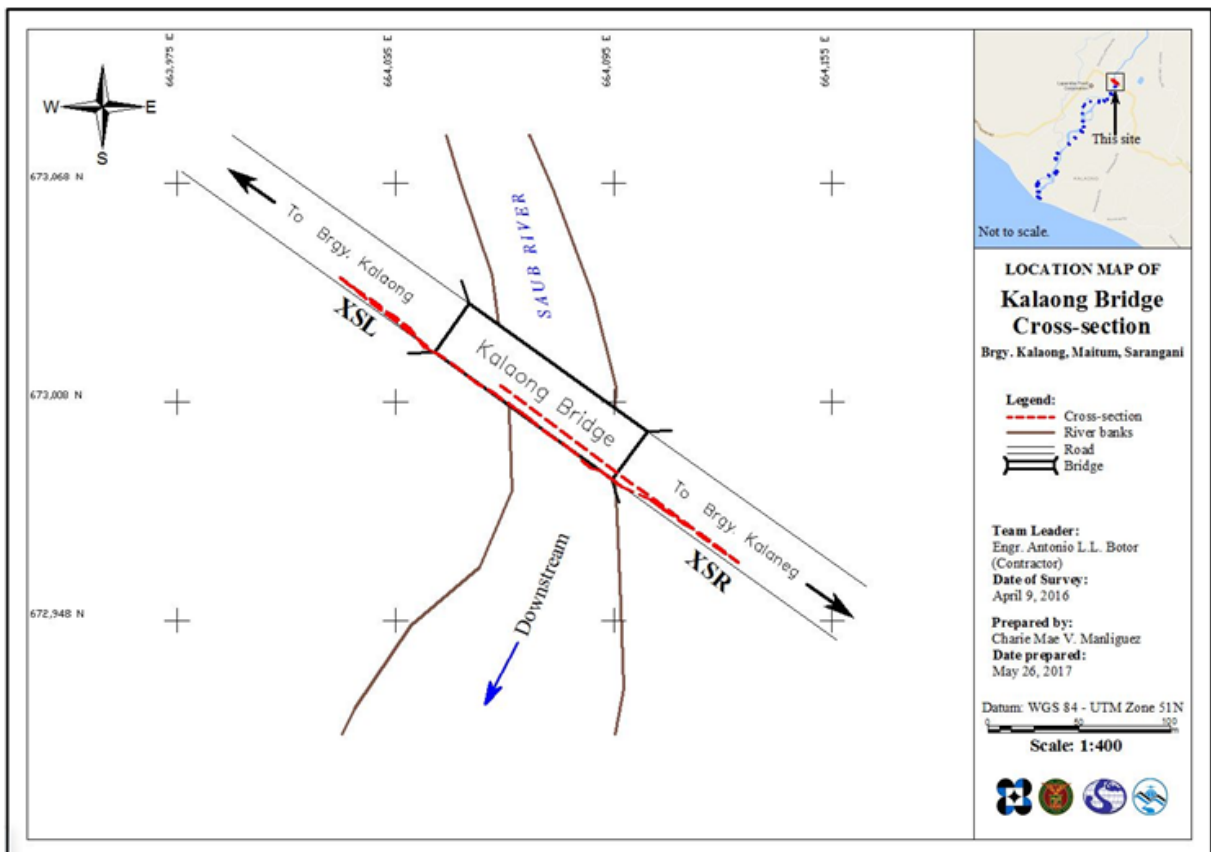 663,975 E
664,035 E
664,095 E
664,155 E
W E
S
673,068 N
673,008 N
672,948 N
To Brgy. Kalaong
SAUB RIVER
XSL
Kalaong Bridge
To Brgy. Kalaneg
XSR
Downstream
This site
KALAONG
Not to scale.
LOCATION MAP OF
Kalaong Bridge
Cross-section
Brgy. Kalaong, Maitum, Sarangani
Legend:
Cross-section
River banks
Road
Bridge
Team Leader:
Engr. Antonio L.L. Botor
(Contractor)
Date of Survey:
April 9, 2016
Prepared by:
Charie Mae V. Manliguez
Date prepared:
May 26, 2017
Datum: WGS 84 - UTM Zone 51N
0 50 100
m
Scale: 1:400